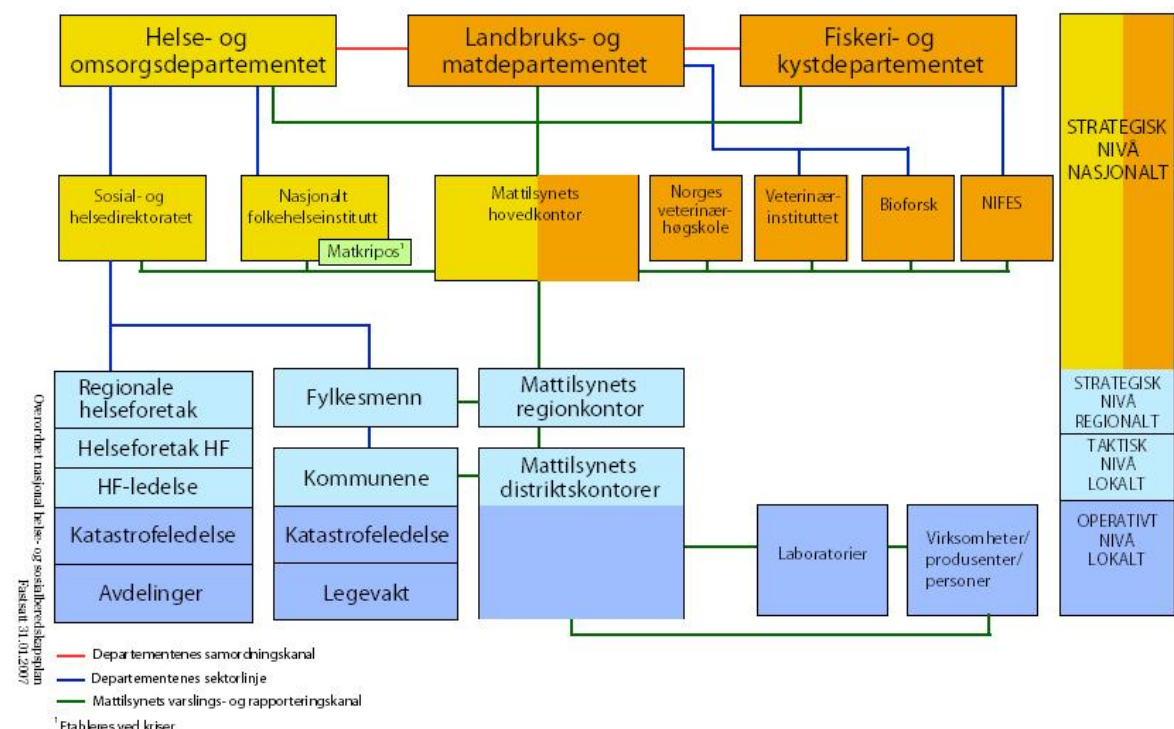 Helse- og
omsorgsdepartementet
Landbruks- og
matdepartementet
Fiskeri- og
kystdepartementet
STRATEGISK
NIVÅ
NASJONALT
Sosial- og
helsedirektoratet
Nasjonalt
folkehelseinstitutt
Matkripos¹
Mattilsynets
hovedkontor
Norges
veterinær-
høgskole
Veterinær-
instituttet
Bioforsk
NIFES
Regionale
helseforetak
Helseforetak HF
HF-ledelse
Katastrofeledelse
Avdelinger
Fylkesmenn
Kommunene
Katastrofeledelse
Legevakt
Mattilsynets
regionkontor
Mattilsynets
distriktskontorer
Laboratorier
Virksomheter/
produsenter/
personer
STRATEGISK
NIVÅ
REGIONALT
TAKTISK
NIVÅ
LOKALT
OPERATIVT
NIVÅ
LOKALT
Overordnet nasjonal helse- og sosialberedskapsplan
Fastsatt 31.01.2007
Departementenes samordningskanal
Departementenes sektorlinje
Mattilsynets varslings- og rapporteringskanal
¹ Etableres ved kriser